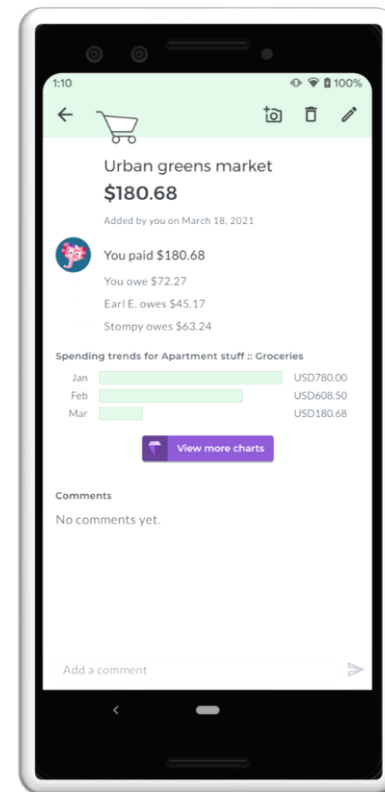 1:10 100%
Urban greens market
$180.68
Added by you on March 18, 2021
You paid $180.68
You owe $72.27
Earl E. owes $45.17
Stompy owes $63.24
Spending trends for Apartment stuff :: Groceries
Jan USD780.00
Feb USD608.50
Mar USD180.68
View more charts
Comments
No comments yet.
Add a comment